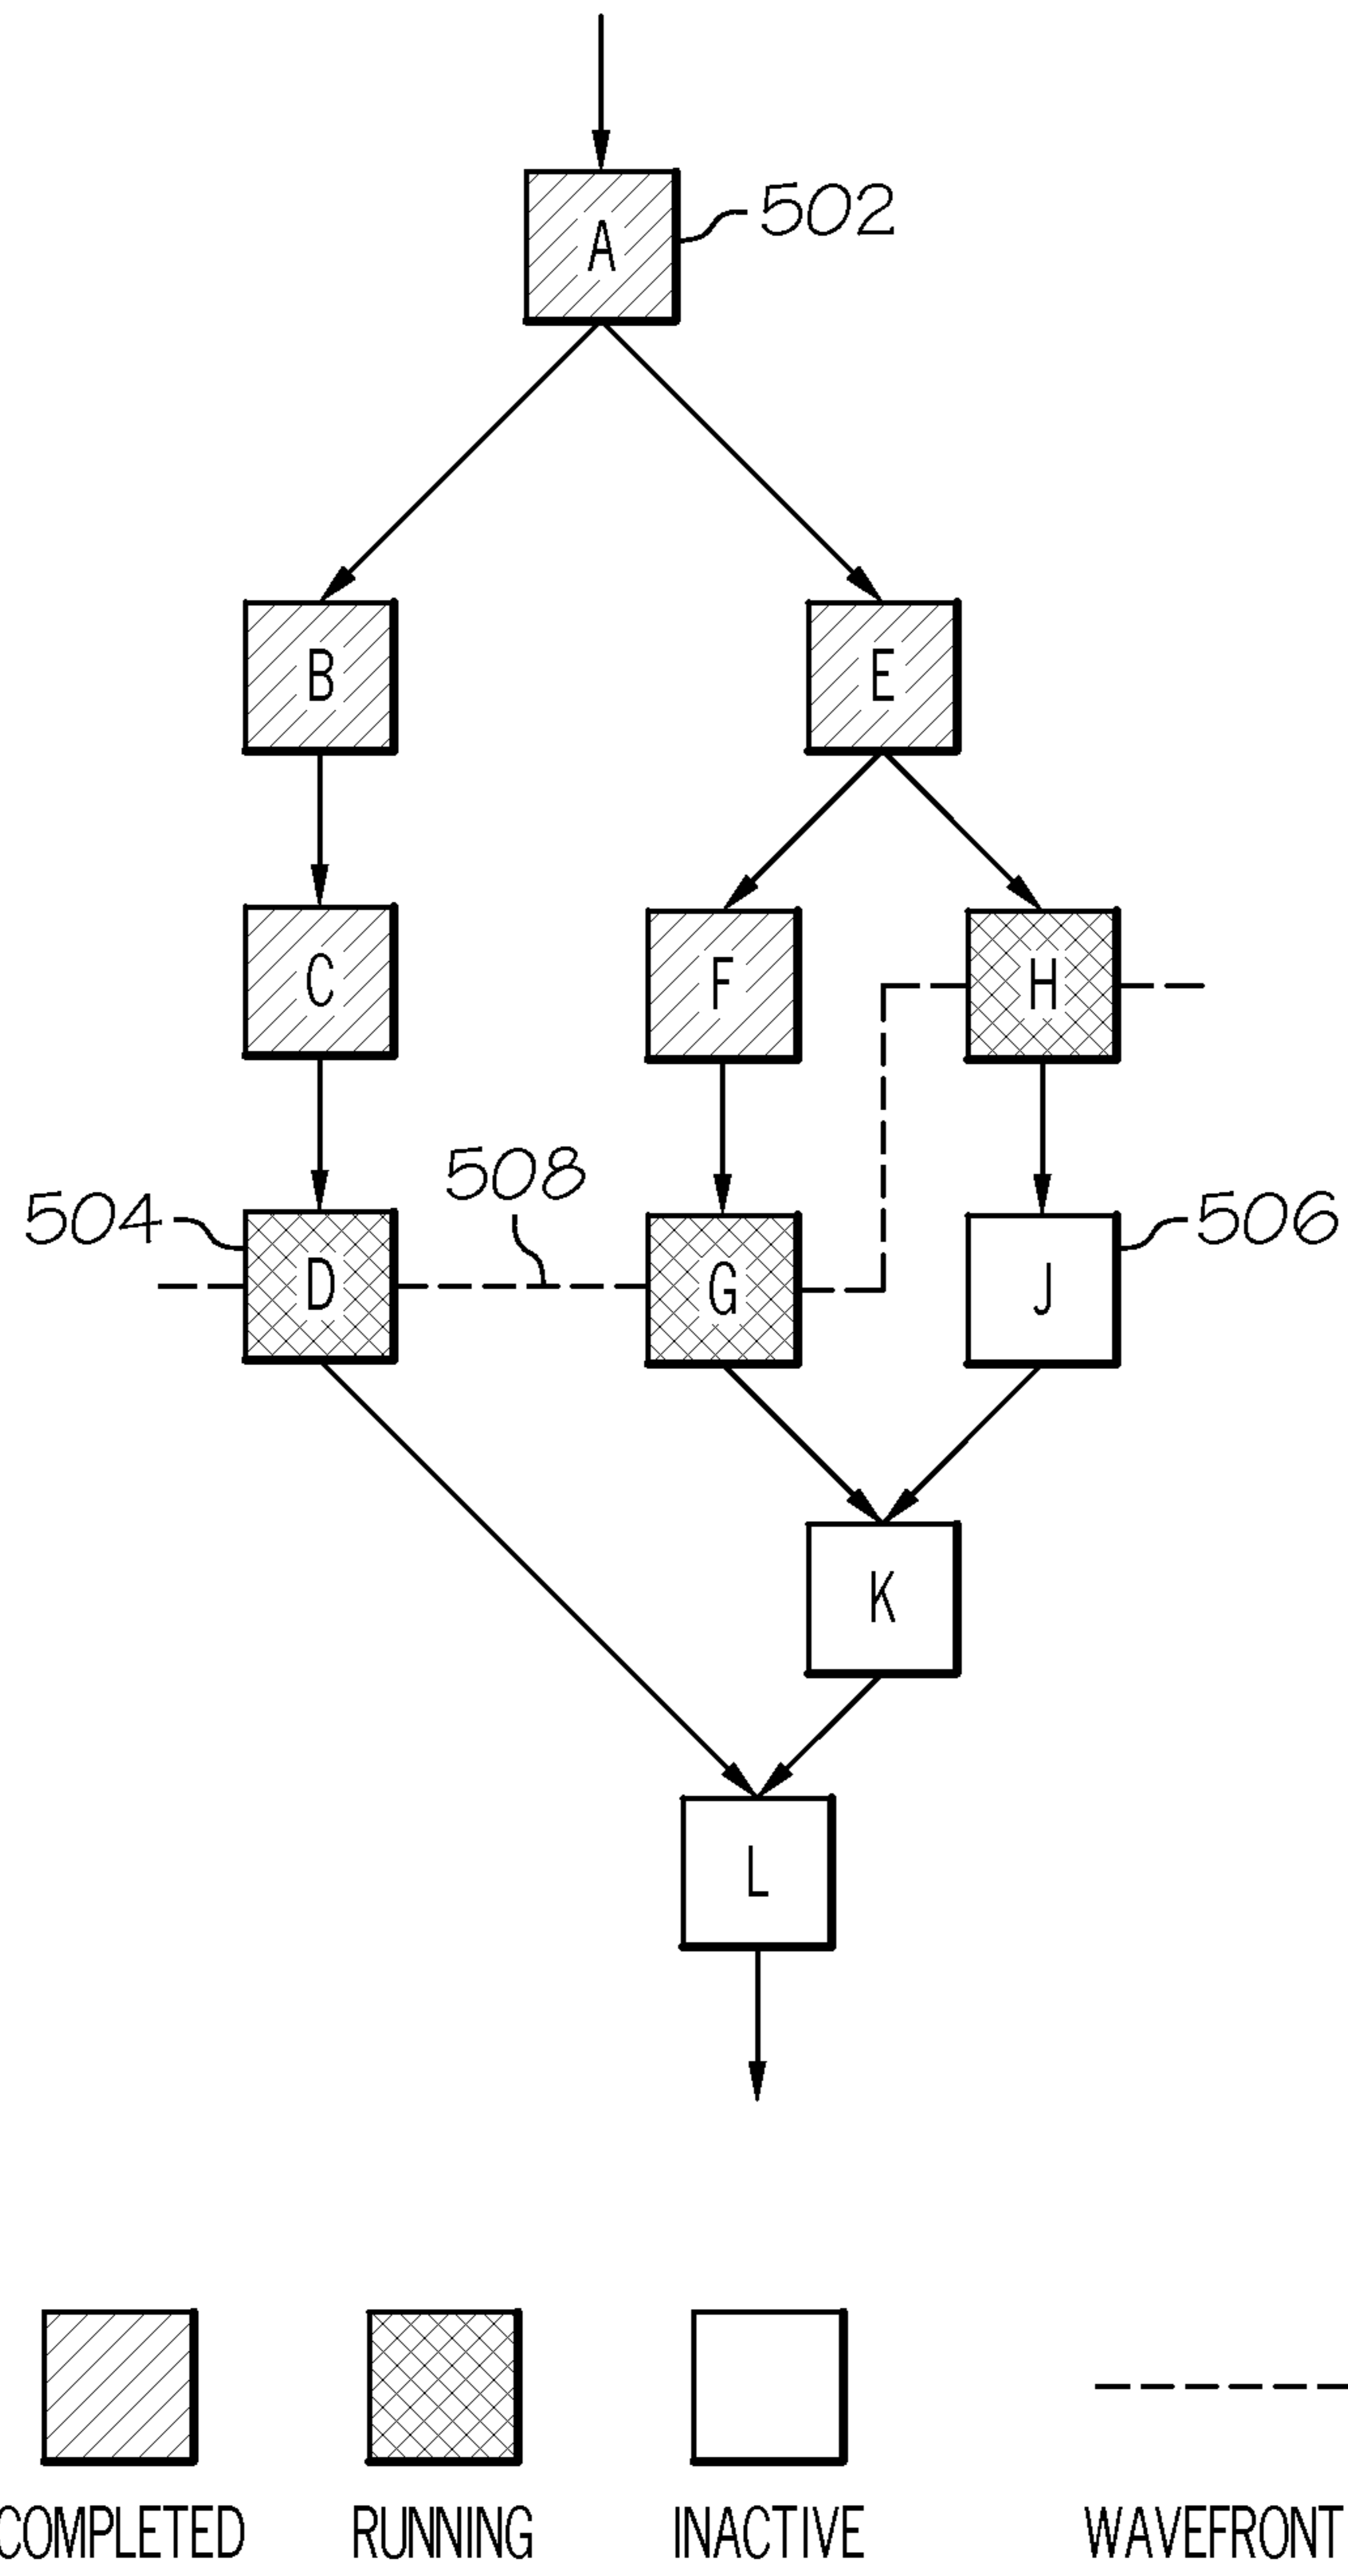 A
502
B
E
C
F
H
508
504
D
G
J
506
K
L
COMPLETED
RUNNING
INACTIVE
WAVEFRONT